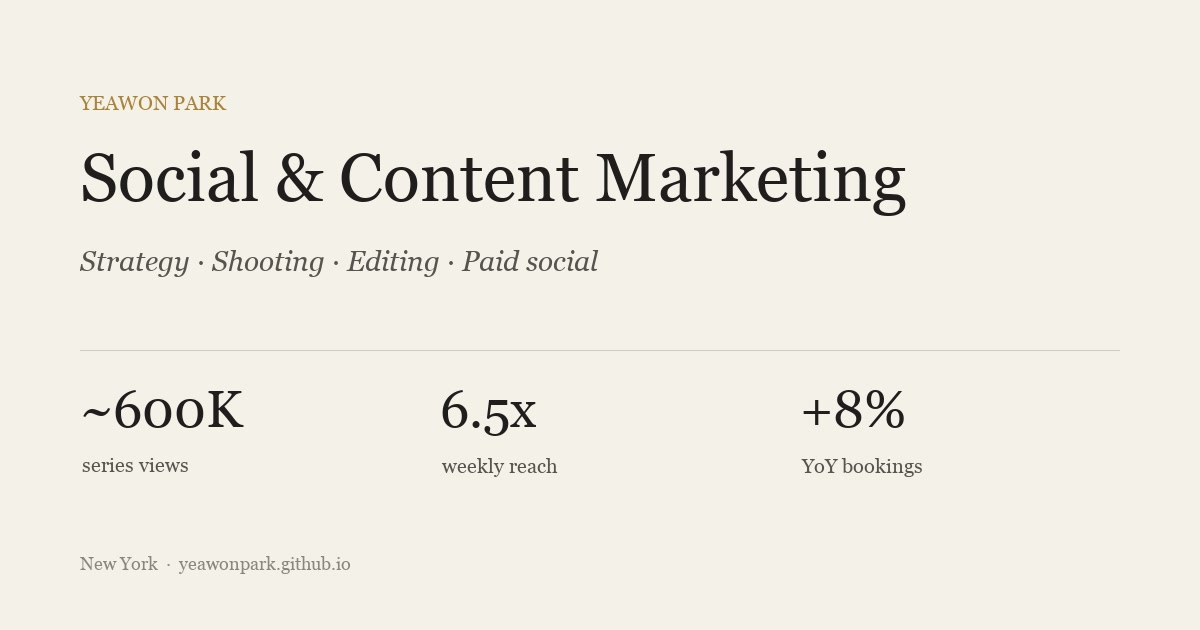 YEAWON PARK
Social & Content Marketing
Strategy · Shooting · Editing · Paid social
~600K
6.5x
+8%
series views
weekly reach
YoY bookings
New York · yeawonpark.github.io